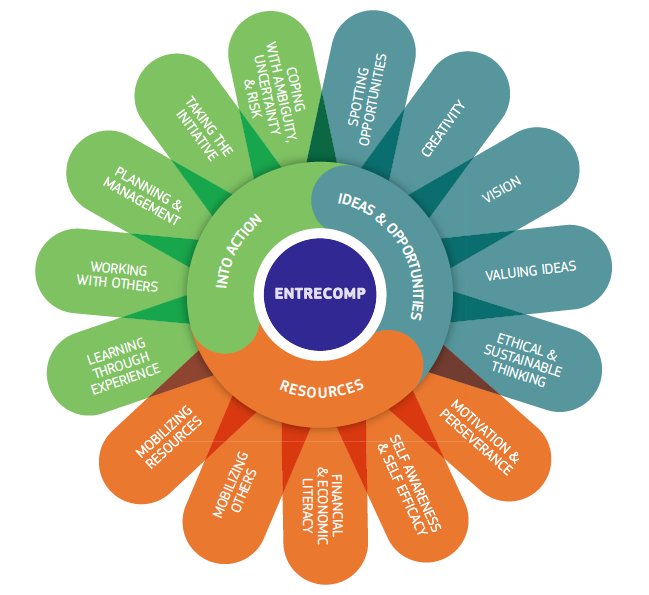 ENTRECOMP
IDEAS & OPPORTUNITIES
RESOURCES
INTO ACTION
SPOTTING
OPPORTUNITIES
CREATIVITY
VISION
VALUING IDEAS
ETHICAL &
SUSTAINABLE
THINKING
MOTIVATION &
PERSEVERANCE
SELF AWARENESS
& SELF EFFICACY
FINANCIAL
& ECONOMIC
LITERACY
MOBILIZING
OTHERS
MOBILIZING
RESOURCES
LEARNING
THROUGH
EXPERIENCE
WORKING
WITH OTHERS
PLANNING &
MANAGEMENT
TAKING THE
INITIATIVE
COPING
WITH AMBIGUITY,
UNCERTAINTY
& RISK